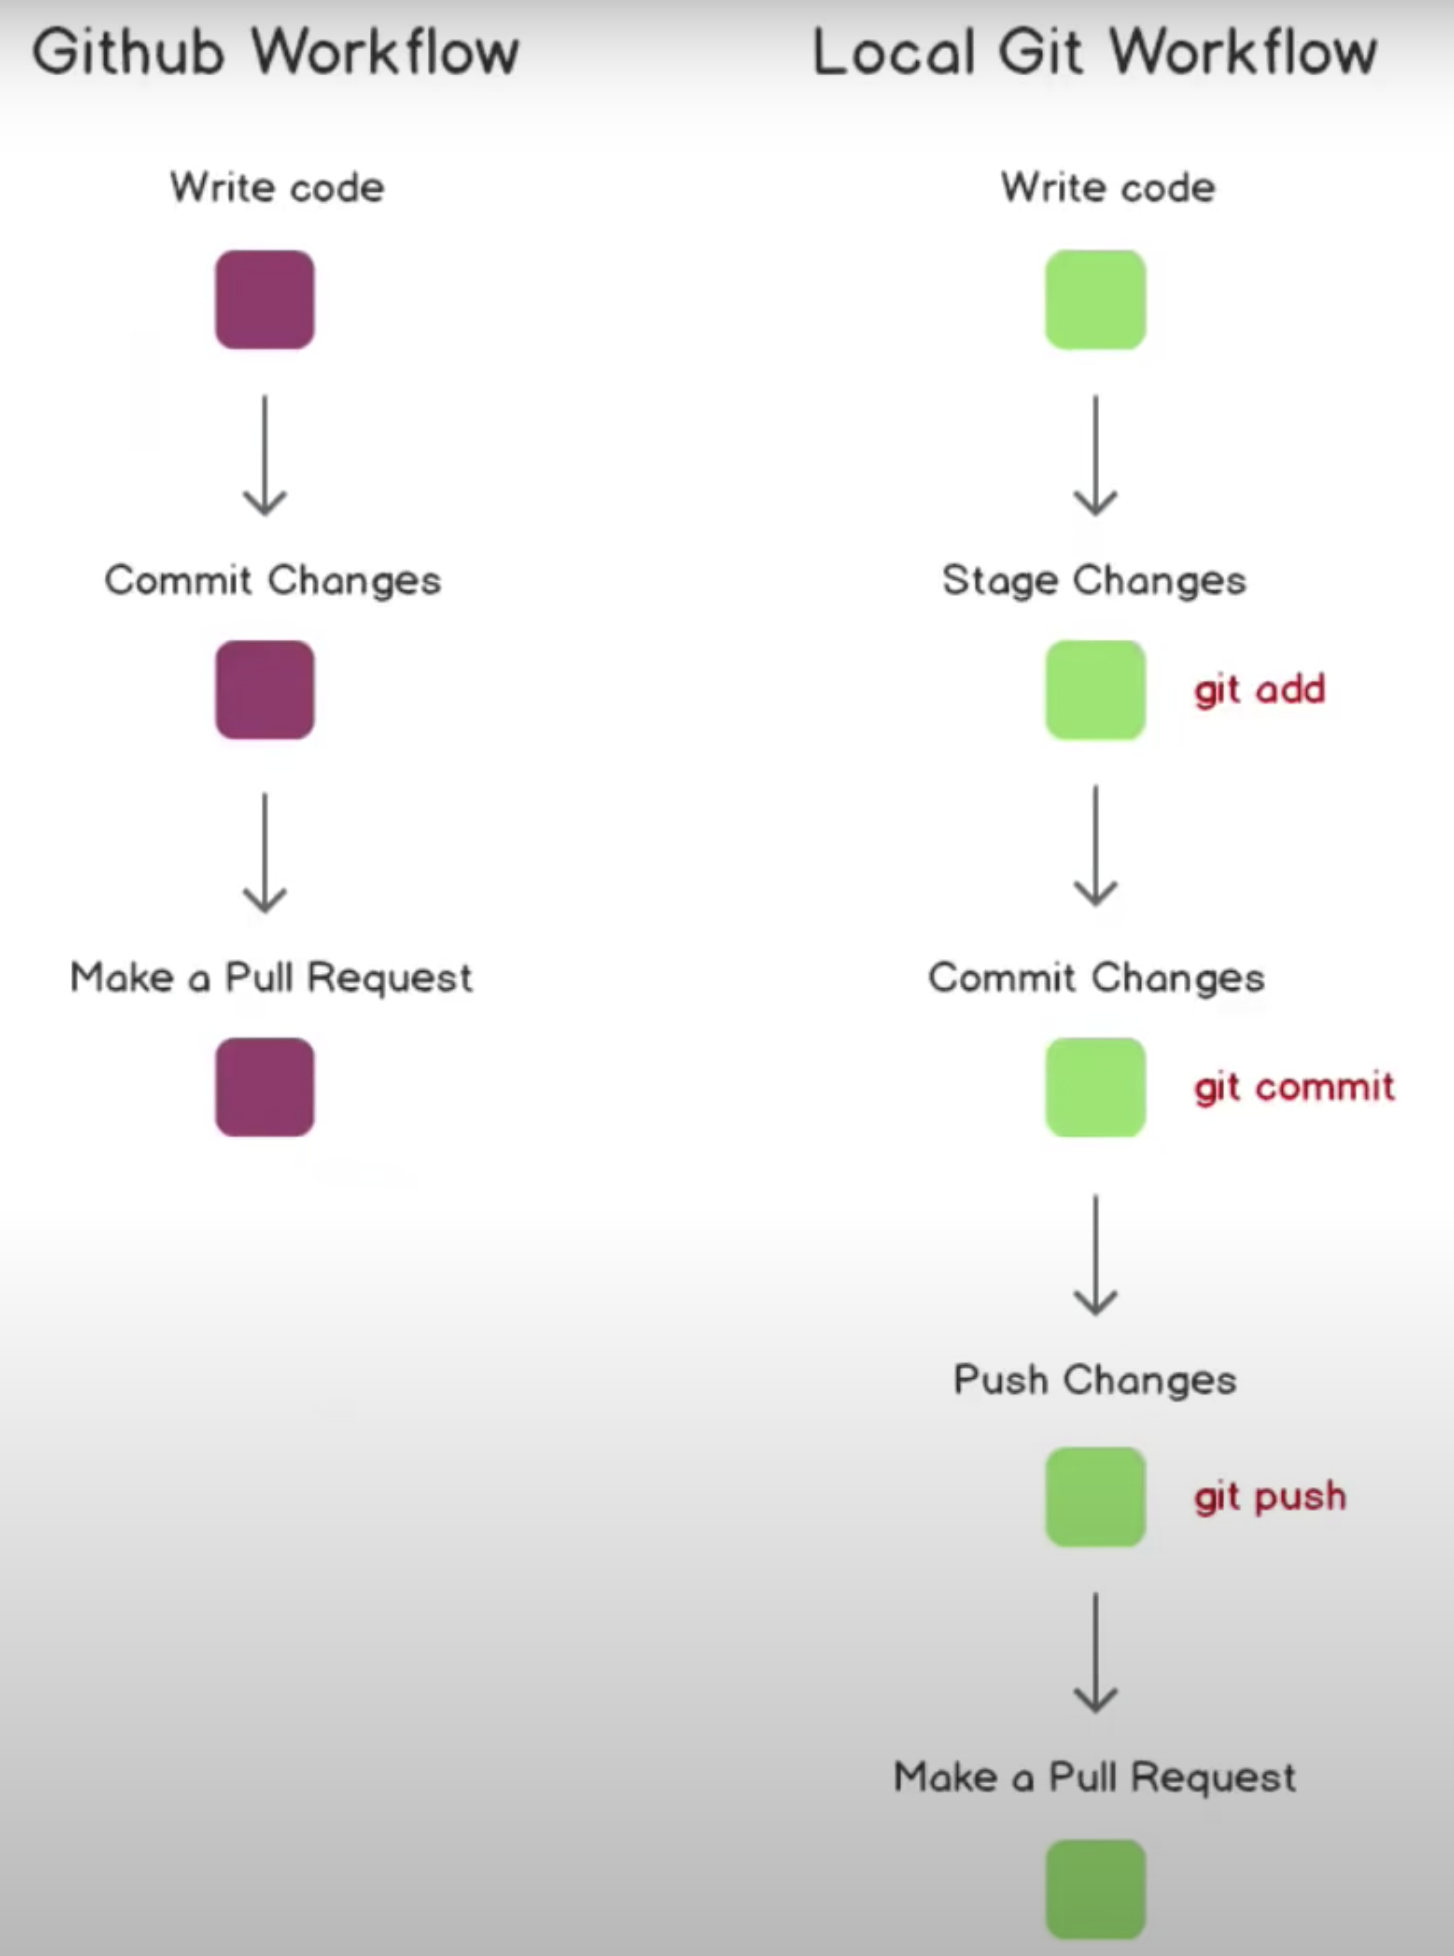 Github Workflow
Write code
Commit Changes
Make a Pull Request
Local Git Workflow
Write code
Stage Changes
git add
Commit Changes
git commit
Push Changes
git push
Make a Pull Request